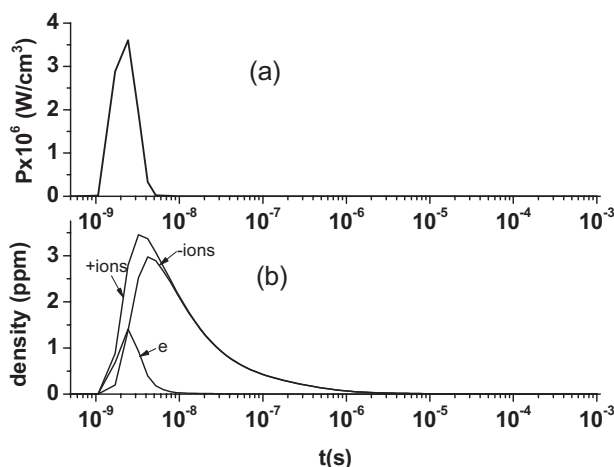 4
3
2
1
0
Px10⁶ (W/cm³)
(a)
10⁻⁹ 10⁻⁸ 10⁻⁷ 10⁻⁶ 10⁻⁵ 10⁻⁴ 10⁻³
3
2
1
0
density (ppm)
+ions
-ions
e
(b)
10⁻⁹ 10⁻⁸ 10⁻⁷ 10⁻⁶ 10⁻⁵ 10⁻⁴ 10⁻³
t(s)